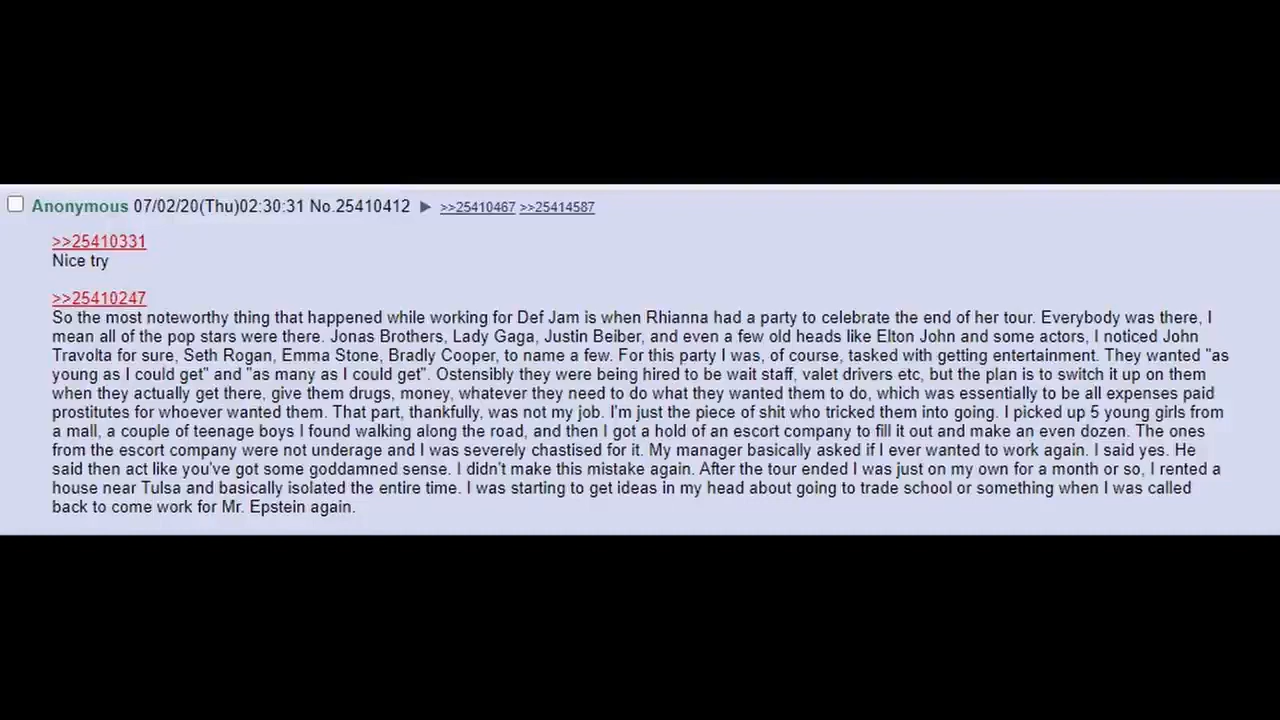 Anonymous 07/02/20(Thu)02:30:31 No.25410412 ▶ >>25410467 >>25414587
>>25410331
Nice try
>>25410247
So the most noteworthy thing that happened while working for Def Jam is when Rhianna had a party to celebrate the end of her tour. Everybody was there, I
mean all of the pop stars were there. Jonas Brothers, Lady Gaga, Justin Beiber, and even a few old heads like Elton John and some actors, I noticed John
Travolta for sure, Seth Rogan, Emma Stone, Bradly Cooper, to name a few. For this party I was, of course, tasked with getting entertainment. They wanted "as
young as I could get" and "as many as I could get". Ostensibly they were being hired to be wait staff, valet drivers etc, but the plan is to switch it up on them
when they actually get there, give them drugs, money, whatever they need to do what they wanted them to do, which was essentially to be all expenses paid
prostitutes for whoever wanted them. That part, thankfully, was not my job. I'm just the piece of shit who tricked them into going. I picked up 5 young girls from
a mall, a couple of teenage boys I found walking along the road, and then I got a hold of an escort company to fill it out and make an even dozen. The ones
from the escort company were not underage and I was severely chastised for it. My manager basically asked if I ever wanted to work again. I said yes. He
said then act like you've got some goddamned sense. I didn't make this mistake again. After the tour ended I was just on my own for a month or so, I rented a
house near Tulsa and basically isolated the entire time. I was starting to get ideas in my head about going to trade school or something when I was called
back to come work for Mr. Epstein again.